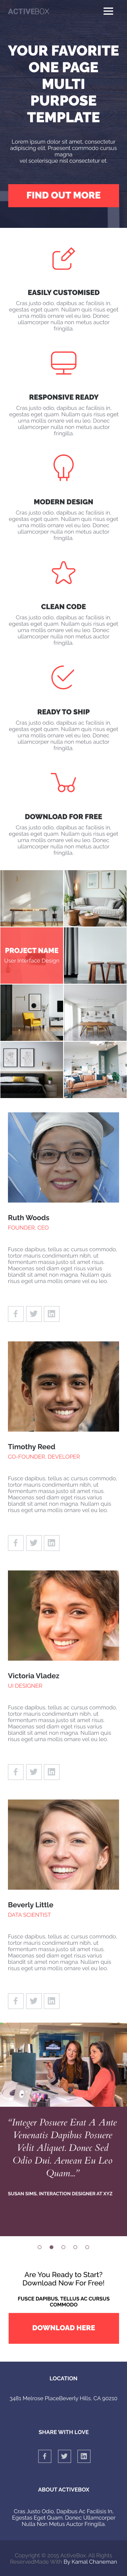 ACTIVEBOX
YOUR FAVORITE
ONE PAGE
MULTI
PURPOSE
TEMPLATE
Lorem ipsum dolor sit amet, consectetur
adipiscing elit. Praesent commodo cursus
magna
vel scelerisque nisl consectetur et.
FIND OUT MORE
EASILY CUSTOMISED
Cras justo odio, dapibus ac facilisis in,
egestas eget quam. Nullam quis risus eget
urna mollis ornare vel eu leo. Donec
ullamcorper nulla non metus auctor
fringilla.
RESPONSIVE READY
Cras justo odio, dapibus ac facilisis in,
egestas eget quam. Nullam quis risus eget
urna mollis ornare vel eu leo. Donec
ullamcorper nulla non metus auctor
fringilla.
MODERN DESIGN
Cras justo odio, dapibus ac facilisis in,
egestas eget quam. Nullam quis risus eget
urna mollis ornare vel eu leo. Donec
ullamcorper nulla non metus auctor
fringilla.
CLEAN CODE
Cras justo odio, dapibus ac facilisis in,
egestas eget quam. Nullam quis risus eget
urna mollis ornare vel eu leo. Donec
ullamcorper nulla non metus auctor
fringilla.
READY TO SHIP
Cras justo odio, dapibus ac facilisis in,
egestas eget quam. Nullam quis risus eget
urna mollis ornare vel eu leo. Donec
ullamcorper nulla non metus auctor
fringilla.
DOWNLOAD FOR FREE
Cras justo odio, dapibus ac facilisis in,
egestas eget quam. Nullam quis risus eget
urna mollis ornare vel eu leo. Donec
ullamcorper nulla non metus auctor
fringilla.
PROJECT NAME
User Interface Design
Ruth Woods
FOUNDER, CEO
Fusce dapibus, tellus ac cursus commodo,
tortor mauris condimentum nibh, ut
fermentum massa justo sit amet risus.
Maecenas sed diam eget risus varius
blandit sit amet non magna. Nullam quis
risus eget urna mollis ornare vel eu leo.
Timothy Reed
CO-FOUNDER, DEVELOPER
Fusce dapibus, tellus ac cursus commodo,
tortor mauris condimentum nibh, ut
fermentum massa justo sit amet risus.
Maecenas sed diam eget risus varius
blandit sit amet non magna. Nullam quis
risus eget urna mollis ornare vel eu leo.
Victoria Vladez
UI DESIGNER
Fusce dapibus, tellus ac cursus commodo,
tortor mauris condimentum nibh, ut
fermentum massa justo sit amet risus.
Maecenas sed diam eget risus varius
blandit sit amet non magna. Nullam quis
risus eget urna mollis ornare vel eu leo.
Beverly Little
DATA SCIENTIST
Fusce dapibus, tellus ac cursus commodo,
tortor mauris condimentum nibh, ut
fermentum massa justo sit amet risus.
Maecenas sed diam eget risus varius
blandit sit amet non magna. Nullam quis
risus eget urna mollis ornare vel eu leo.
“Integer Posuere Erat A Ante
Venenatis Dapibus Posuere
Velit Aliquet. Donec Sed
Odio Dui. Aenean Eu Leo
Quam...”
SUSAN SIMS, INTERACTION DESIGNER AT XYZ
Are You Ready to Start?
Download Now For Free!
FUSCE DAPIBUS, TELLUS AC CURSUS
COMMODO
DOWNLOAD HERE
LOCATION
3481 Melrose PlaceBeverly Hills, CA 90210
SHARE WITH LOVE
ABOUT ACTIVEBOX
Cras Justo Odio, Dapibus Ac Facilisis In,
Egestas Eget Quam. Donec Ullamcorper
Nulla Non Metus Auctor Fringilla.
Copyright © 2015 ActiveBox. All Rights
ReservedMade With By Kamal Chaneman